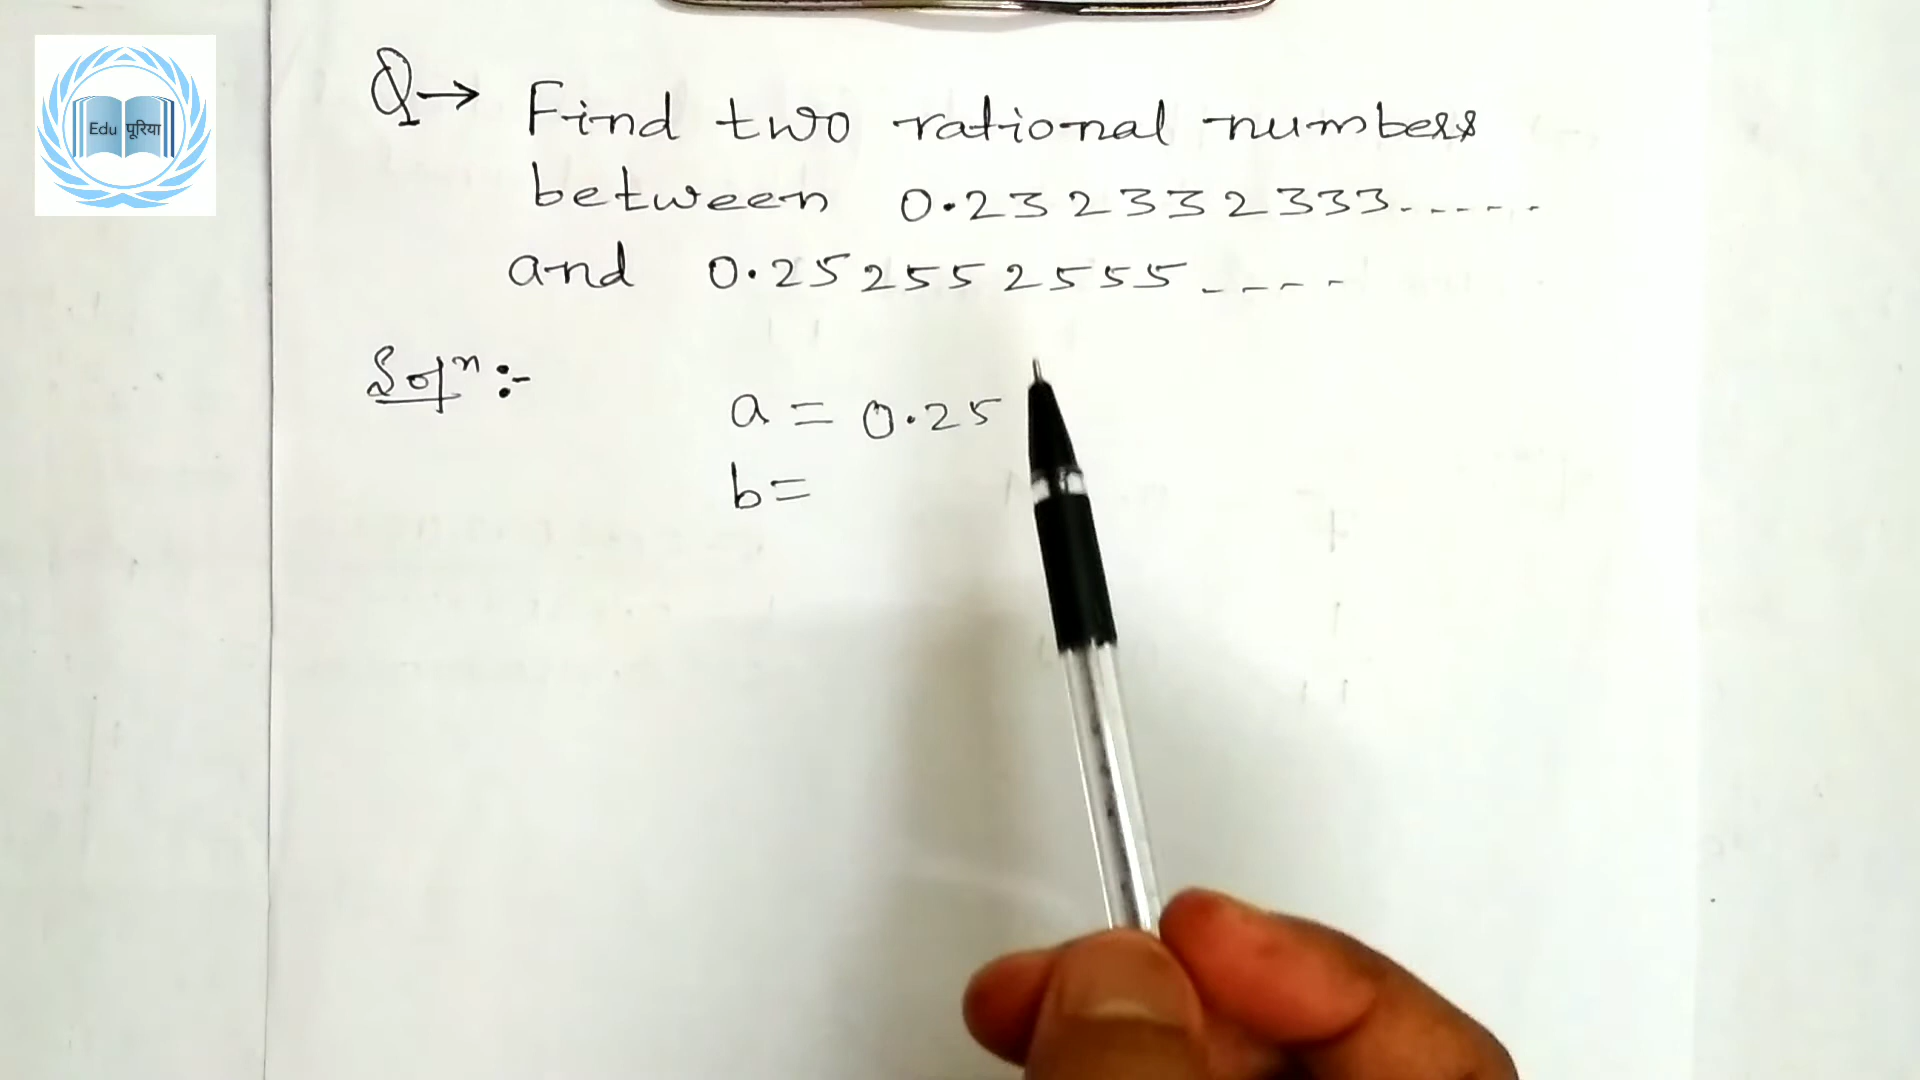 Edu पूरिया
Q→ Find two rational numbers
between 0.232332333.....
and 0.252552555....
Solⁿ:-
a = 0.25
b =